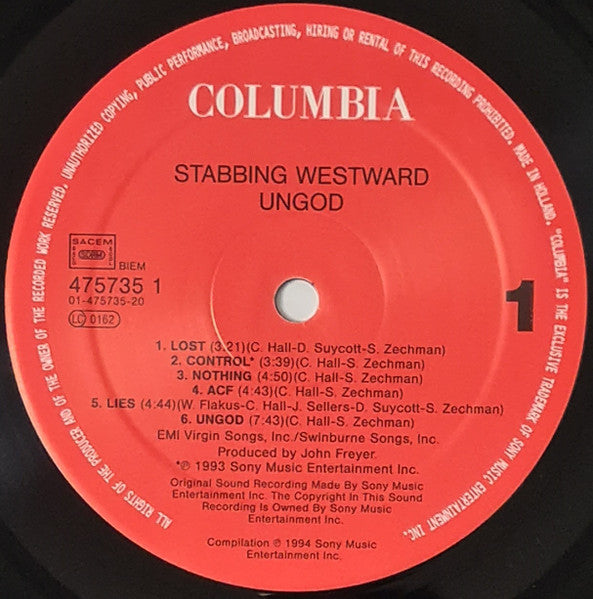 ALL RIGHTS OF THE PRODUCER AND OF THE OWNER OF THE RECORDED WORK RESERVED. UNAUTHORIZED COPYING, PUBLIC PERFORMANCE, BROADCASTING, HIRING OR RENTAL OF THIS RECORDING PROHIBITED. MADE IN HOLLAND. "COLUMBIA" IS THE EXCLUSIVE TRADEMARK OF SONY MUSIC ENTERTAINMENT INC.
COLUMBIA
STABBING WESTWARD
UNGOD
SACEM
SDRM
BIEM
475735 1
01-475735-20
LC 0162
1
1. LOST (3:21)(C. Hall-D. Suycott-S. Zechman)
2. CONTROL* (3:39)(C. Hall-S. Zechman)
3. NOTHING (4:50)(C. Hall-S. Zechman)
4. ACF (4:43)(C. Hall-S. Zechman)
5. LIES (4:44)(W. Flakus-C. Hall-J. Sellers-D. Suycott-S. Zechman)
6. UNGOD (7:43)(C. Hall-S. Zechman)
EMI Virgin Songs, Inc./Swinburne Songs, Inc.
Produced by John Freyer.
*℗ 1993 Sony Music Entertainment Inc.
Original Sound Recording Made By Sony Music
Entertainment Inc. The Copyright In This Sound
Recording is Owned By Sony Music
Entertainment Inc.
Compilation ℗ 1994 Sony Music
Entertainment Inc.